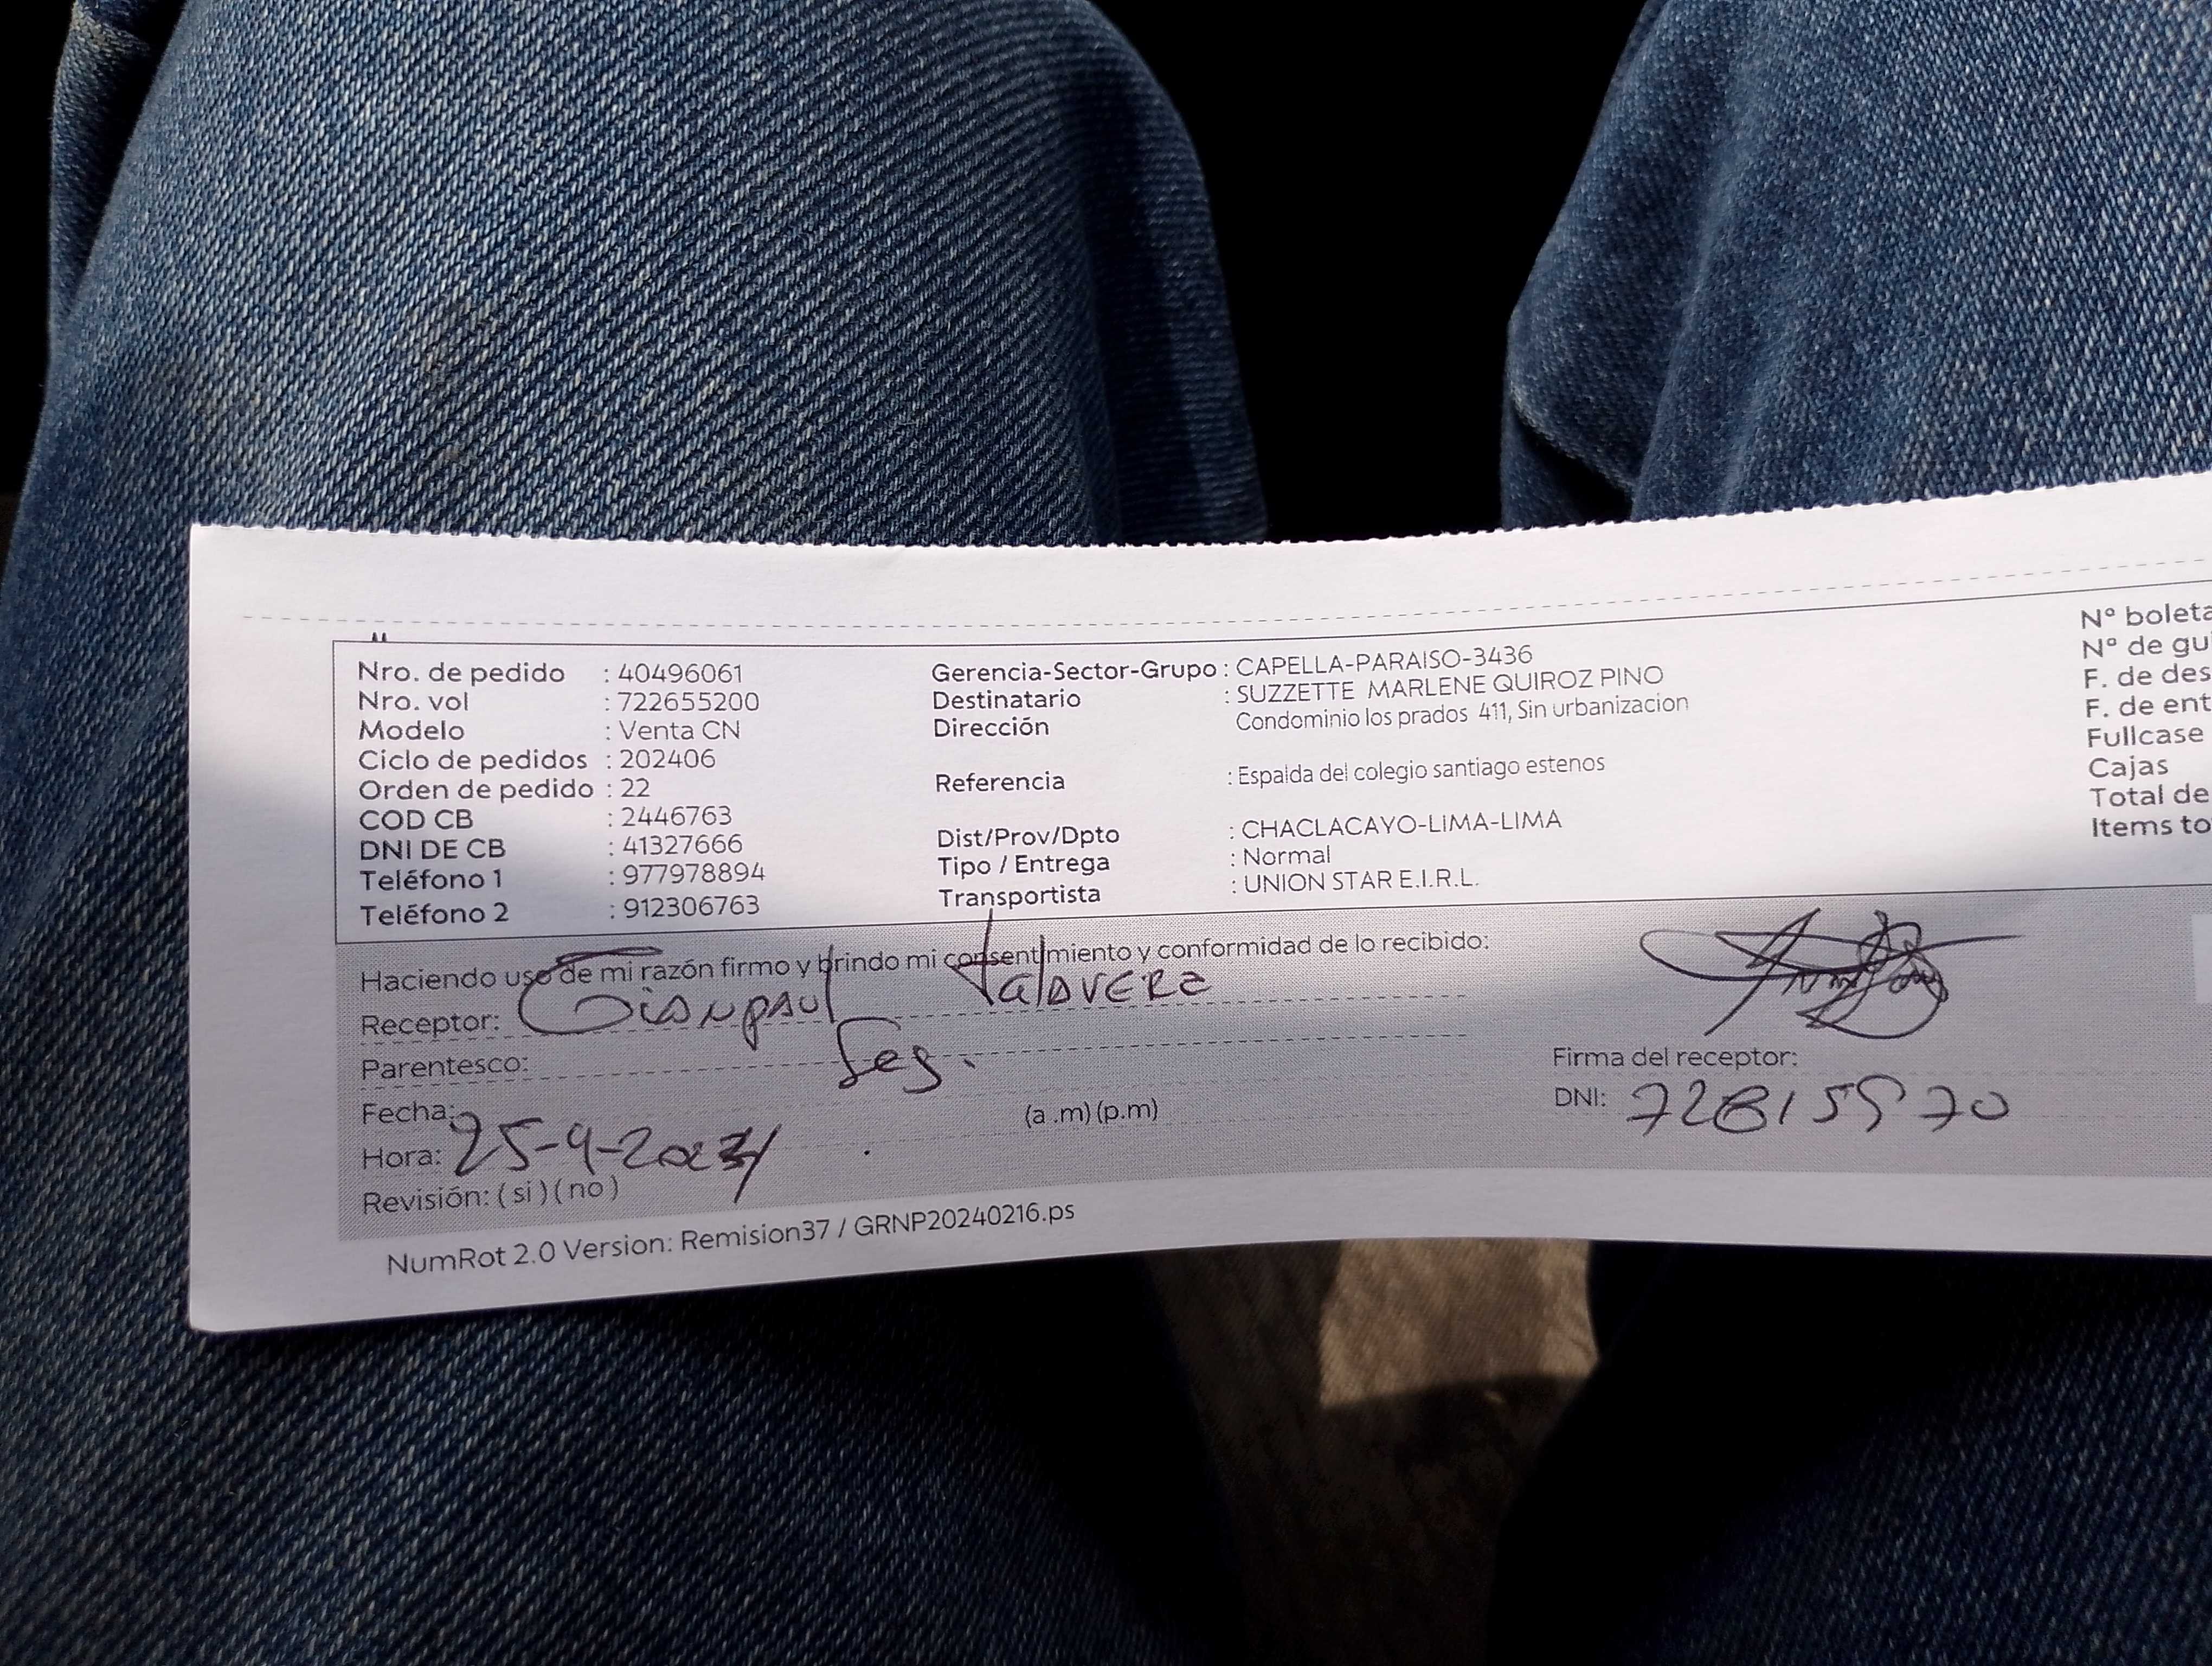 Nro. de pedido : 40496061
Nro. vol : 722655200
Modelo : Venta CN
Ciclo de pedidos : 202406
Orden de pedido : 22
COD CB : 2446763
DNI DE CB : 41327666
Teléfono 1 : 977978894
Teléfono 2 : 912306763
Gerencia-Sector-Grupo : CAPELLA-PARAISO-3436
Destinatario : SUZZETTE MARLENE QUIROZ PINO
Dirección Condominio los prados 411, Sin urbanizacion
Referencia : Espalda del colegio santiago estenos
Dist/Prov/Dpto : CHACLACAYO-LIMA-LIMA
Tipo / Entrega : Normal
Transportista : UNION STAR E.I.R.L.
Nº boleta
Nº de gu
F. de des
F. de ent
Fullcase
Cajas
Total de
Items to
Haciendo uso de mi razón firmo y brindo mi consentimiento y conformidad de lo recibido:
Receptor: Gianpaul Talavera
Parentesco: Seg.
Fecha: 25-4-2024
(a.m)(p.m)
Hora:
Revisión: (si)(no)
Firma del receptor:
DNI: 72815570
NumRot 2.0 Version: Remision37 / GRNP20240216.ps